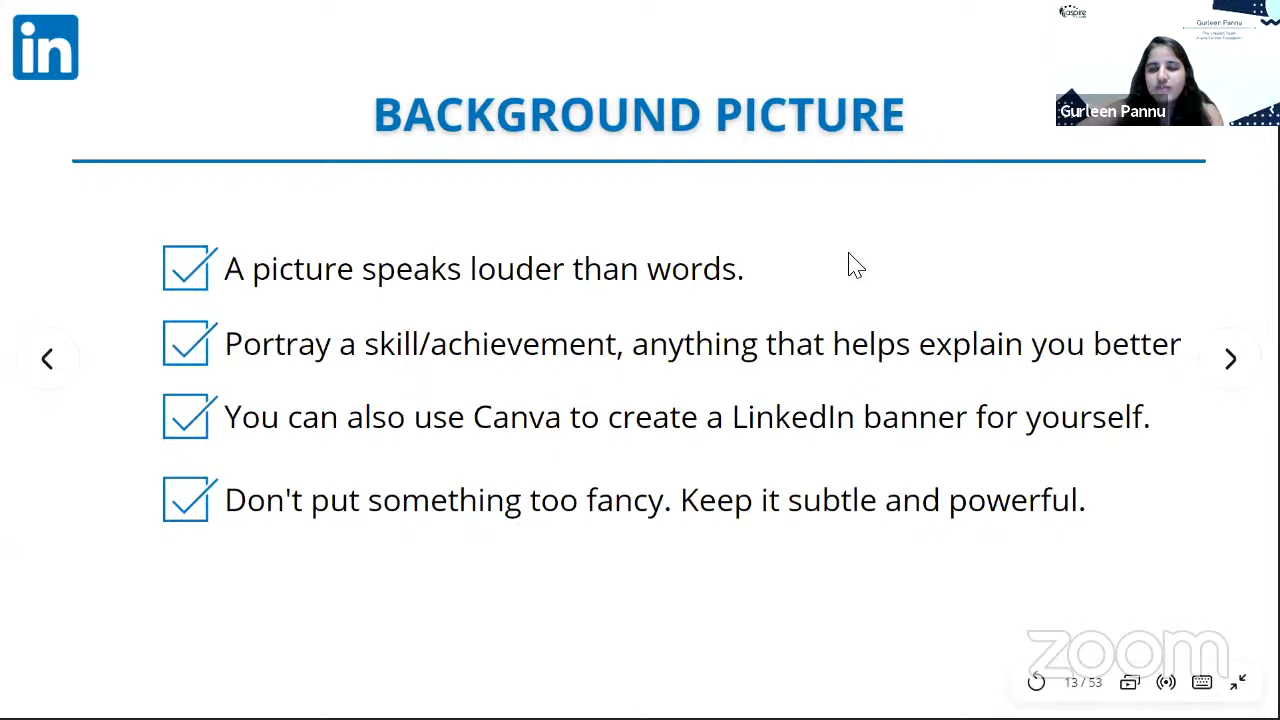 in
aspire
Gurleen Pannu
Gurleen Pannu
BACKGROUND PICTURE
A picture speaks louder than words.
Portray a skill/achievement, anything that helps explain you better
You can also use Canva to create a LinkedIn banner for yourself.
Don't put something too fancy. Keep it subtle and powerful.
zoom
13 / 53